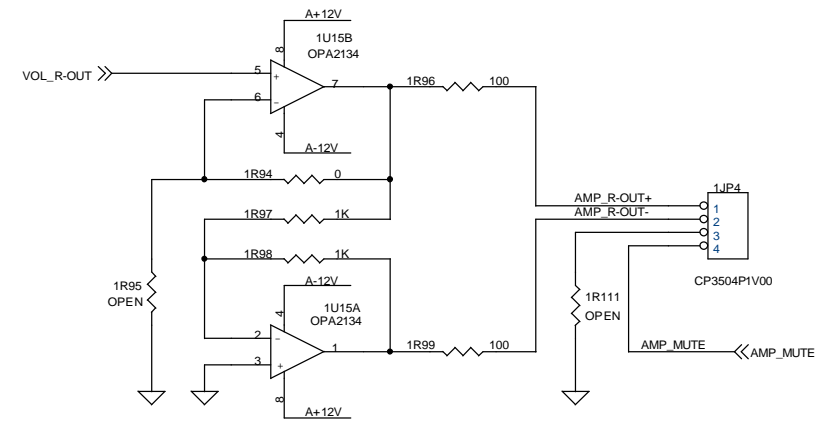 A+12V
8
1U15B
OPA2134
VOL_R-OUT
5
+
7
1R96
100
6
-
4
A-12V
1R94
0
1JP4
AMP_R-OUT+
1
1R97
1K
AMP_R-OUT-
2
3
4
1R98
1K
A-12V
CP3504P1V00
1R95
OPEN
1R111
OPEN
4
1U15A
OPA2134
2
-
1
1R99
100
AMP_MUTE
AMP_MUTE
3
+
8
A+12V